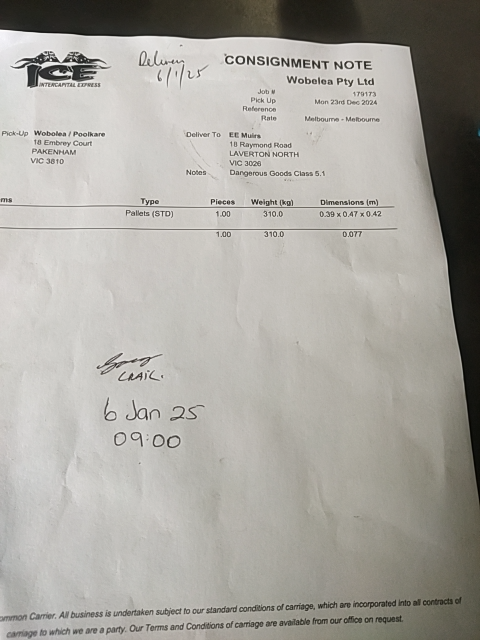 ICE
INTERCAPITAL EXPRESS
Deliver
6/1/25
CONSIGNMENT NOTE
Wobelea Pty Ltd
Job # 179173
Pick Up Mon 23rd Dec 2024
Reference
Rate Melbourne - Melbourne
Pick-Up Wobolea / Poolkare
18 Embrey Court
PAKENHAM
VIC 3810
Deliver To EE Muirs
18 Raymond Road
LAVERTON NORTH
VIC 3026
Notes Dangerous Goods Class 5.1
ms Type Pieces Weight (kg) Dimensions (m)
Pallets (STD) 1.00 310.0 0.39 x 0.47 x 0.42
1.00 310.0 0.077
CRAIC.
6 Jan 25
09:00
ommon Carrier. All business is undertaken subject to our standard conditions of carriage, which are incorporated into all contracts of
carriage to which we are a party. Our Terms and Conditions of carriage are available from our office on request.